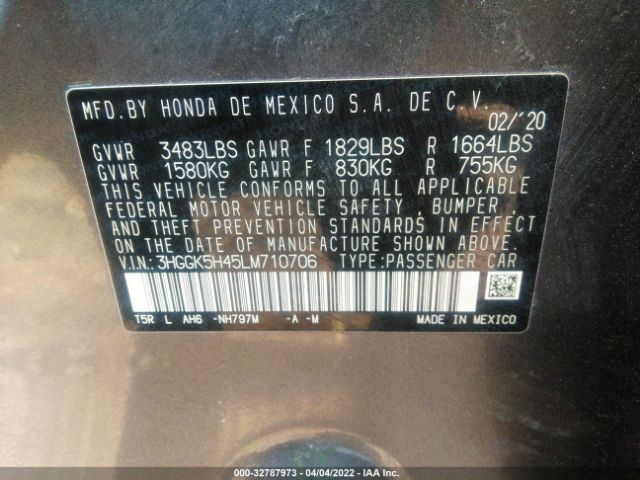 MFD.BY HONDA DE MEXICO S.A. DE C.V.
02/'20
GVWR 3483LBS GAWR F 1829LBS R 1664LBS
GVWR 1580KG GAWR F 830KG R 755KG
THIS VEHICLE CONFORMS TO ALL APPLICABLE
FEDERAL MOTOR VEHICLE SAFETY, BUMPER,
AND THEFT PREVENTION STANDARDS IN EFFECT
ON THE DATE OF MANUFACTURE SHOWN ABOVE.
V.I.N.: 3HGGK5H45LM710706 TYPE:PASSENGER CAR
T5R L AH6 -NH797M -A -M MADE IN MEXICO
000-32787973 - 04/04/2022 - IAA Inc.